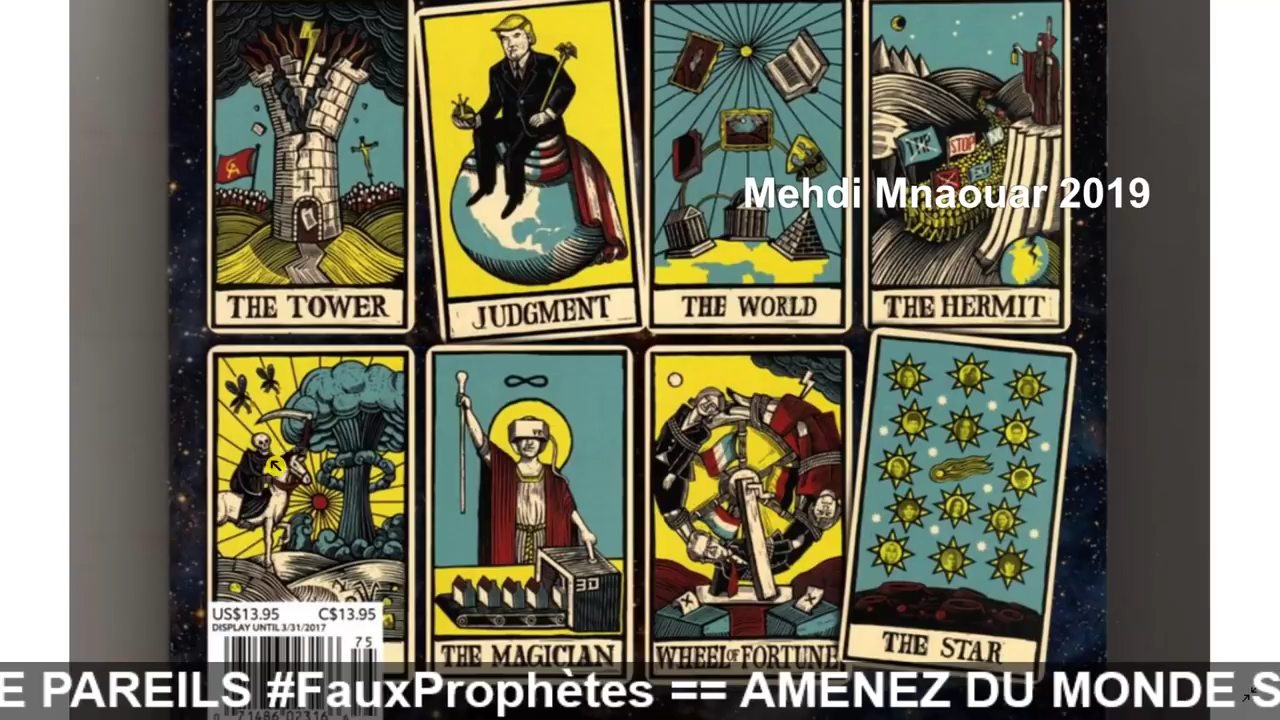 Mehdi Mnaouar 2019
STOP
THE TOWER
JUDGMENT
THE WORLD
THE HERMIT
3D
US$13.95 C$13.95
DISPLAY UNTIL 3/31/2017
75
THE MAGICIAN
WHEEL OF FORTUNE
THE STAR
E PAREILS #FauxProphètes == AMENEZ DU MONDE S